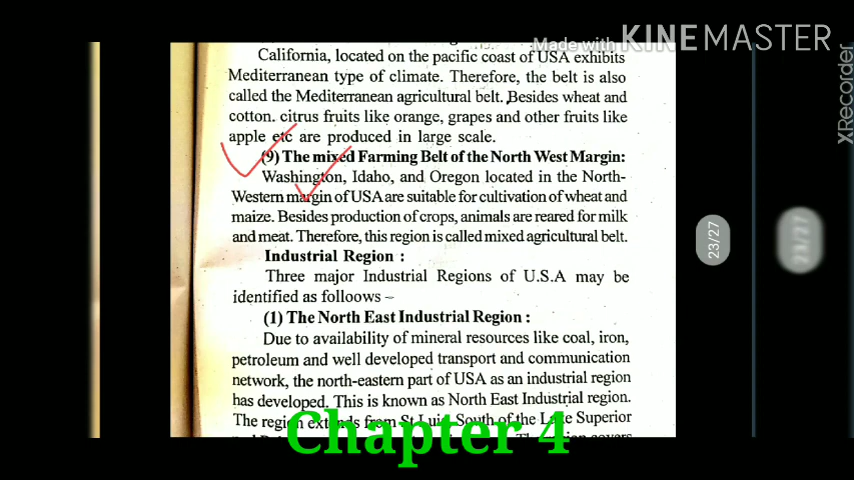 Made with KINEMASTER
XRecorder
California, located on the pacific coast of USA exhibits
Mediterranean type of climate. Therefore, the belt is also
called the Mediterranean agricultural belt. Besides wheat and
cotton. citrus fruits like orange, grapes and other fruits like
apple etc are produced in large scale.
(9) The mixed Farming Belt of the North West Margin:
Washington, Idaho, and Oregon located in the North-
Western margin of USA are suitable for cultivation of wheat and
maize. Besides production of crops, animals are reared for milk
and meat. Therefore, this region is called mixed agricultural belt.
Industrial Region :
Three major Industrial Regions of U.S.A may be
identified as folloows –
(1) The North East Industrial Region :
Due to availability of mineral resources like coal, iron,
petroleum and well developed transport and communication
network, the north-eastern part of USA as an industrial region
has developed. This is known as North East Industrial region.
The region extends from St Luis, South of the Lake Superior
23/27
Chapter 4